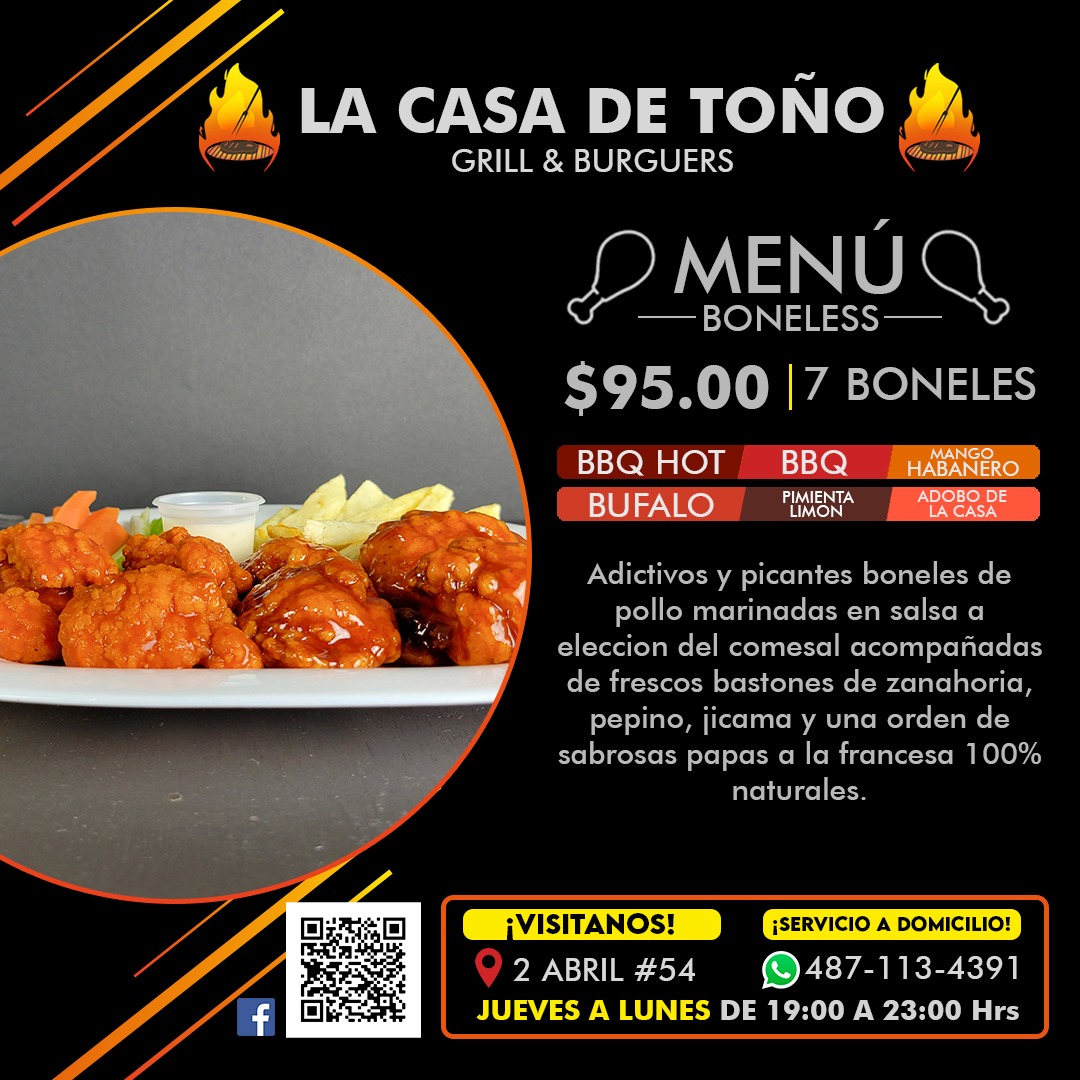 LA CASA DE TOÑO
GRILL & BURGUERS
MENÚ
BONELESS
$95.00 | 7 BONELES
BBQ HOT BBQ MANGO HABANERO
BUFALO PIMIENTA LIMON ADOBO DE LA CASA
Adictivos y picantes boneles de
pollo marinadas en salsa a
eleccion del comesal acompañadas
de frescos bastones de zanahoria,
pepino, jicama y una orden de
sabrosas papas a la francesa 100%
naturales.
¡VISITANOS!
2 ABRIL #54
¡SERVICIO A DOMICILIO!
487-113-4391
JUEVES A LUNES DE 19:00 A 23:00 Hrs